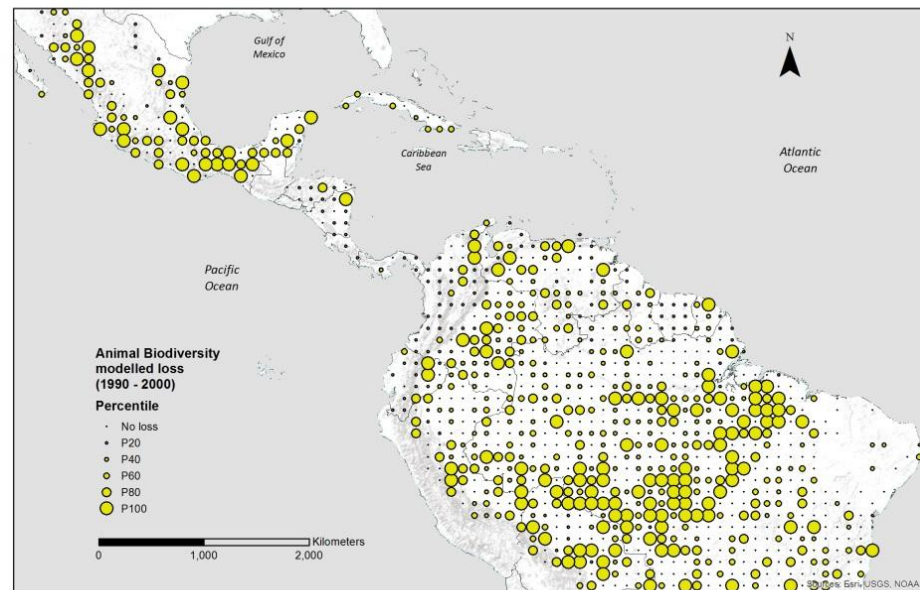 Gulf of
Mexico
N
Caribbean
Sea
Atlantic
Ocean
Pacific
Ocean
Animal Biodiversity
modelled loss
(1990 - 2000)
Percentile
No loss
P20
P40
P60
P80
P100
Kilometers
0 1,000 2,000
Sources: Esri, USGS, NOAA